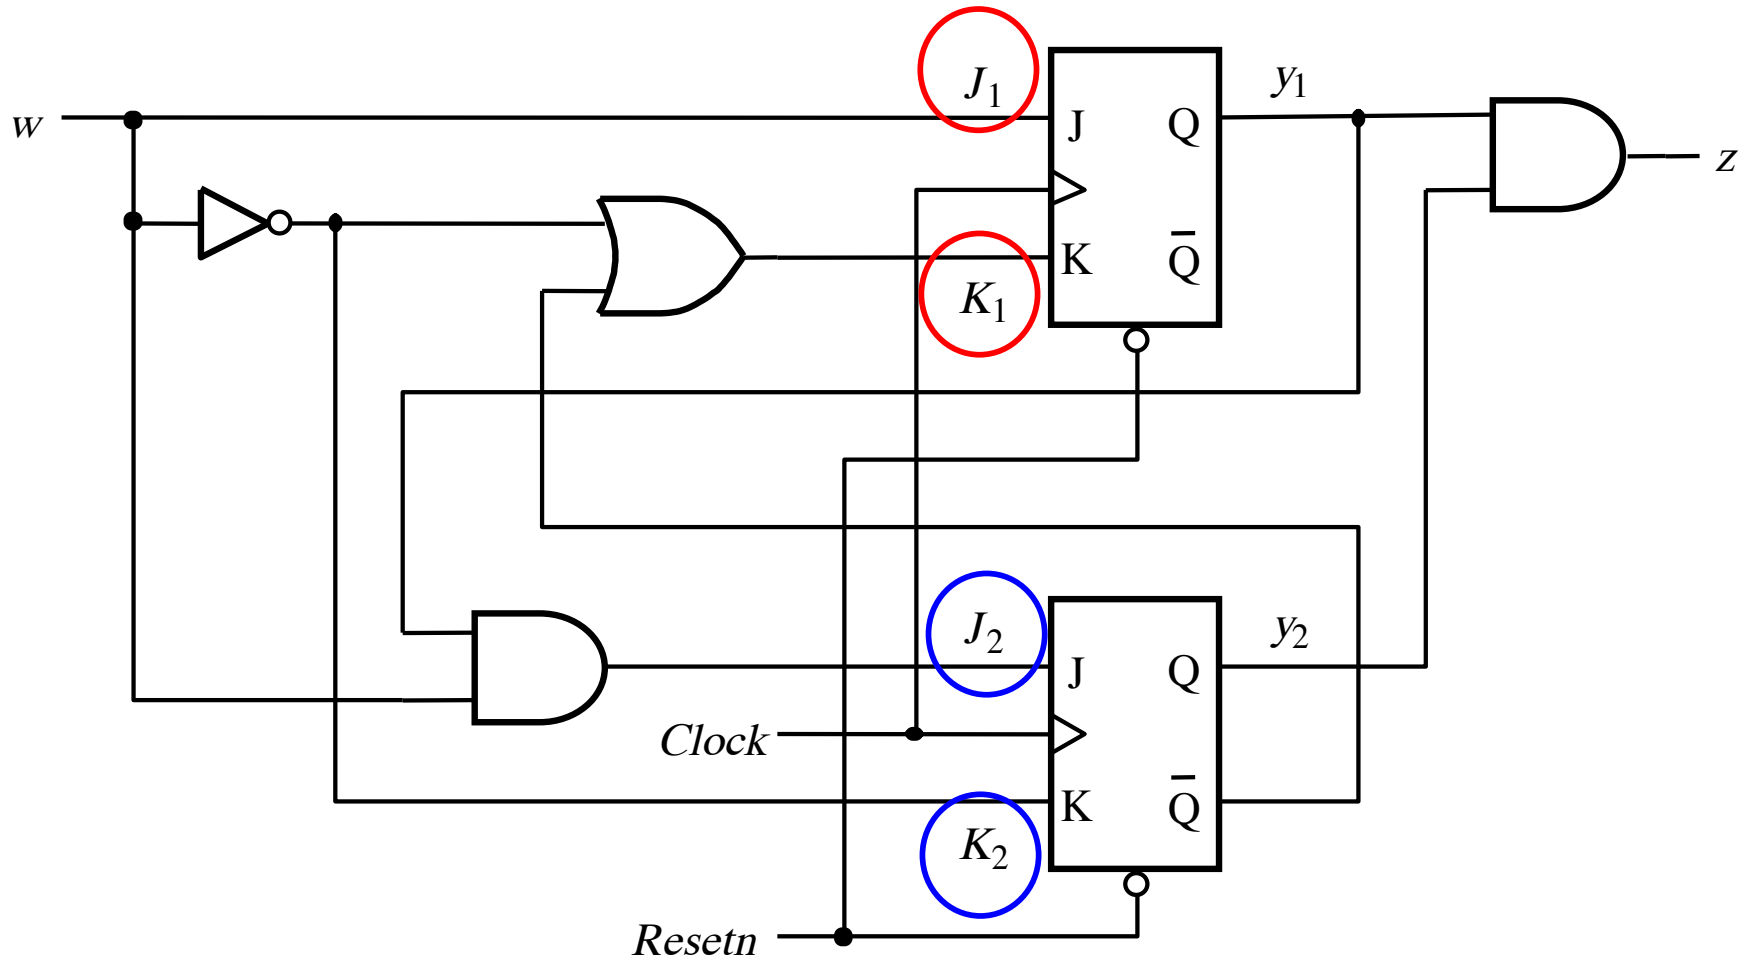 J₁
y₁
w
J
Q
z
K
Q̅
K₁
J₂
y₂
J
Q
Clock
K
Q̅
K₂
Resetn